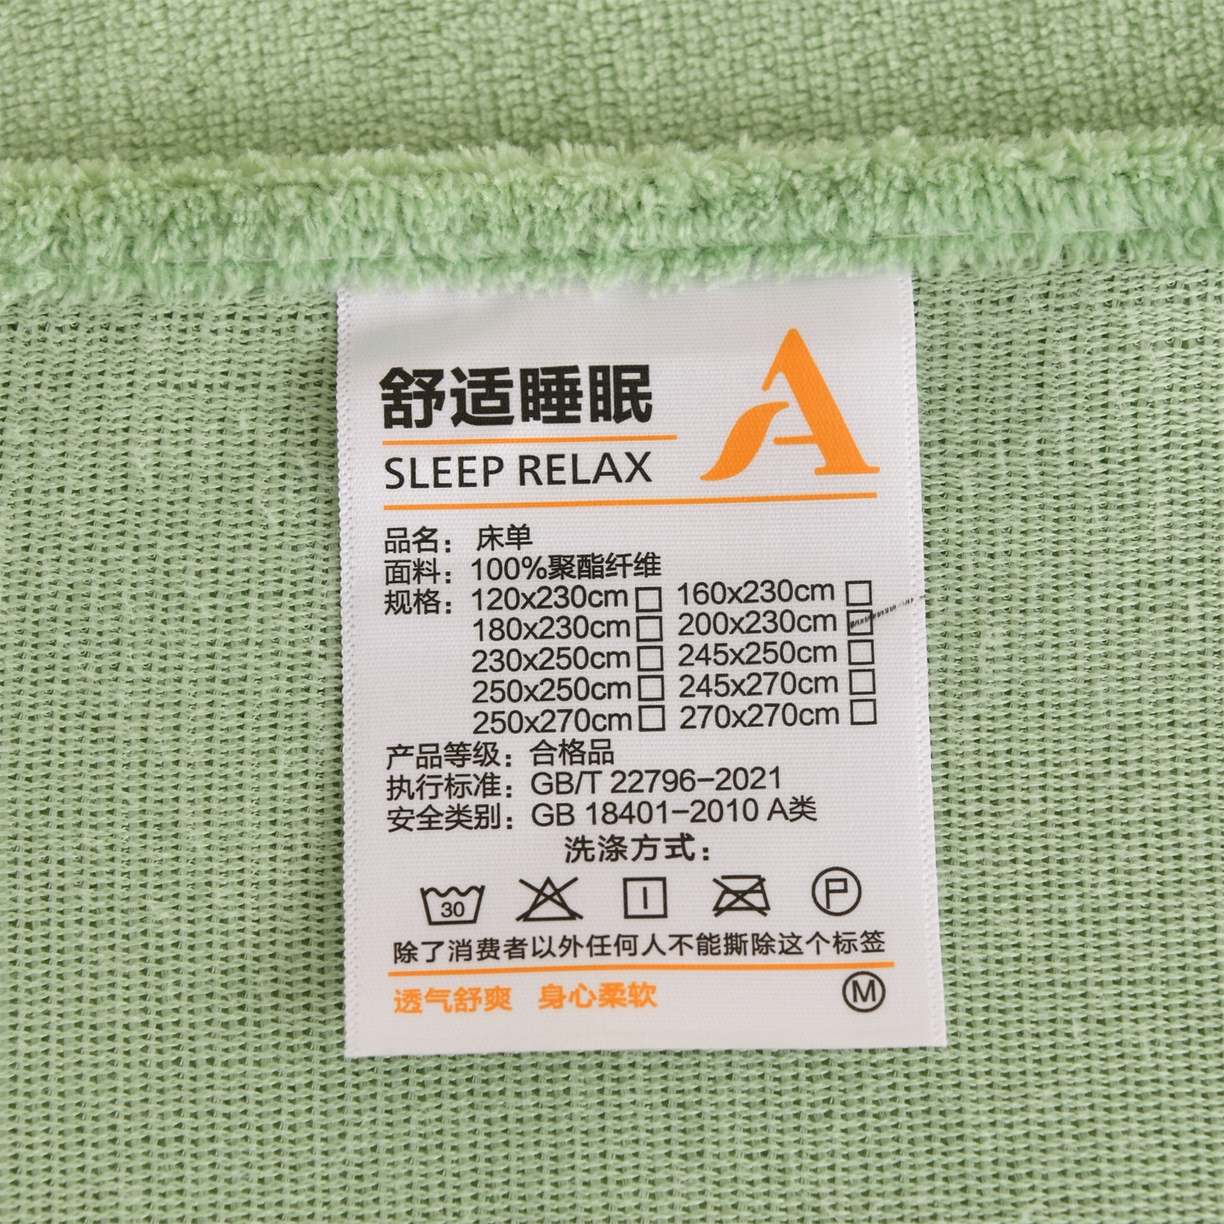 舒适睡眠
A
SLEEP RELAX
品名：床单
面料：100%聚酯纤维
规格：120x230cm□ 160x230cm□
180x230cm□ 200x230cm□
230x250cm□ 245x250cm□
250x250cm□ 245x270cm□
250x270cm□ 270x270cm□
产品等级：合格品
执行标准：GB/T 22796-2021
安全类别：GB 18401-2010 A类
洗涤方式：
30 P
除了消费者以外任何人不能撕除这个标签
透气舒爽 身心柔软 M